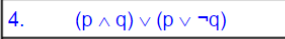 4. (p ∧ q) ∨ (p ∨ ¬q)